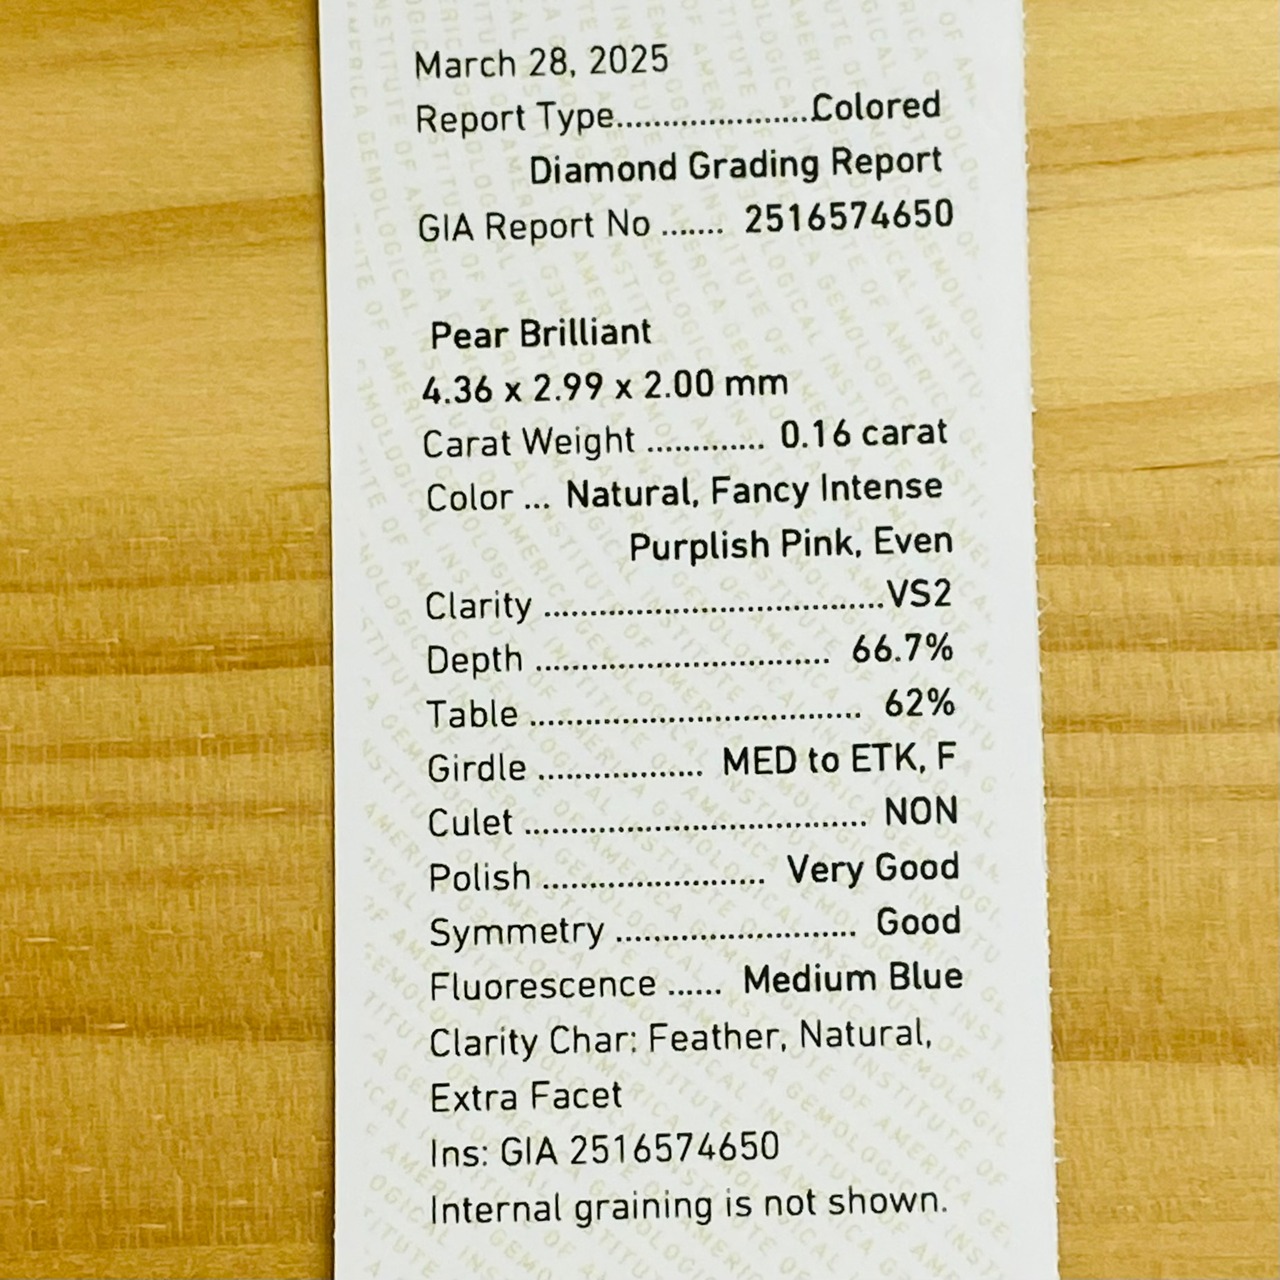 March 28, 2025
Report Type.....................Colored
Diamond Grading Report
GIA Report No ....... 2516574650
Pear Brilliant
4.36 x 2.99 x 2.00 mm
Carat Weight ............. 0.16 carat
Color ... Natural, Fancy Intense
Purplish Pink, Even
Clarity .....................................VS2
Depth ................................ 66.7%
Table .................................... 62%
Girdle .................. MED to ETK, F
Culet ..................................... NON
Polish ........................ Very Good
Symmetry .......................... Good
Fluorescence ...... Medium Blue
Clarity Char: Feather, Natural,
Extra Facet
Ins: GIA 2516574650
Internal graining is not shown.